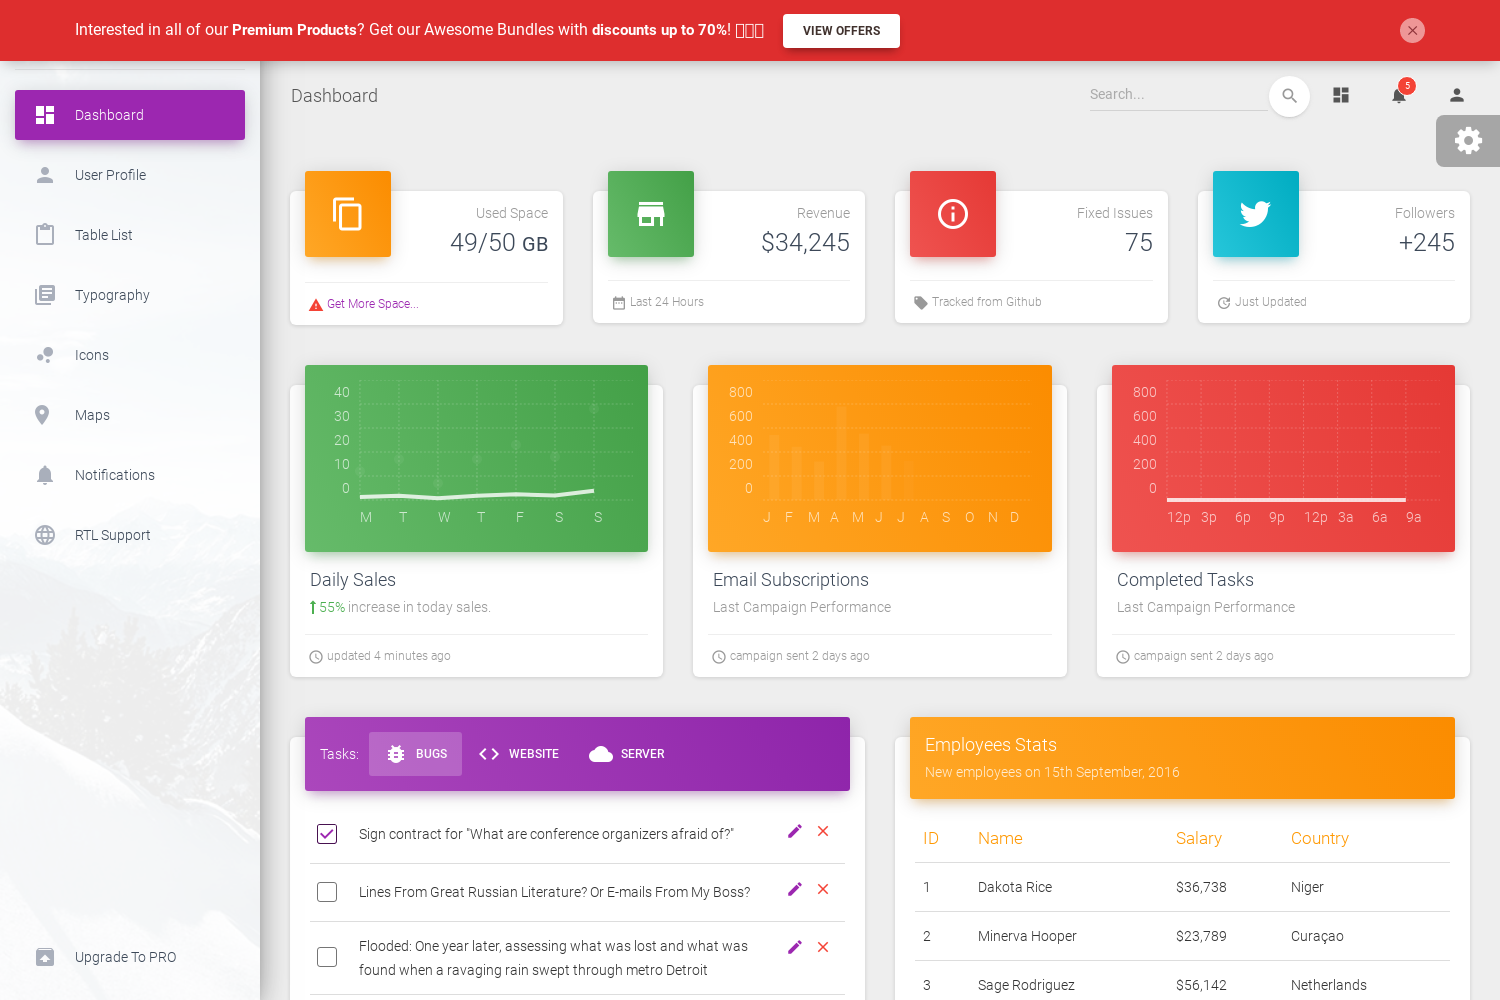 Interested in all of our Premium Products? Get our Awesome Bundles with discounts up to 70%!
VIEW OFFERS
Dashboard
User Profile
Table List
Typography
Icons
Maps
Notifications
RTL Support
Upgrade To PRO
Dashboard
Search...
5
Used Space
49/50 GB
Get More Space...
Revenue
$34,245
Last 24 Hours
Fixed Issues
75
Tracked from Github
Followers
+245
Just Updated
40
30
20
10
0
M T W T F S S
Daily Sales
55% increase in today sales.
updated 4 minutes ago
800
600
400
200
0
J F M A M J J A S O N D
Email Subscriptions
Last Campaign Performance
campaign sent 2 days ago
800
600
400
200
0
12p 3p 6p 9p 12p 3a 6a 9a
Completed Tasks
Last Campaign Performance
campaign sent 2 days ago
Tasks: BUGS WEBSITE SERVER
Sign contract for "What are conference organizers afraid of?"
Lines From Great Russian Literature? Or E-mails From My Boss?
Flooded: One year later, assessing what was lost and what was
found when a ravaging rain swept through metro Detroit
Employees Stats
New employees on 15th September, 2016
ID Name Salary Country
1 Dakota Rice $36,738 Niger
2 Minerva Hooper $23,789 Curaçao
3 Sage Rodriguez $56,142 Netherlands